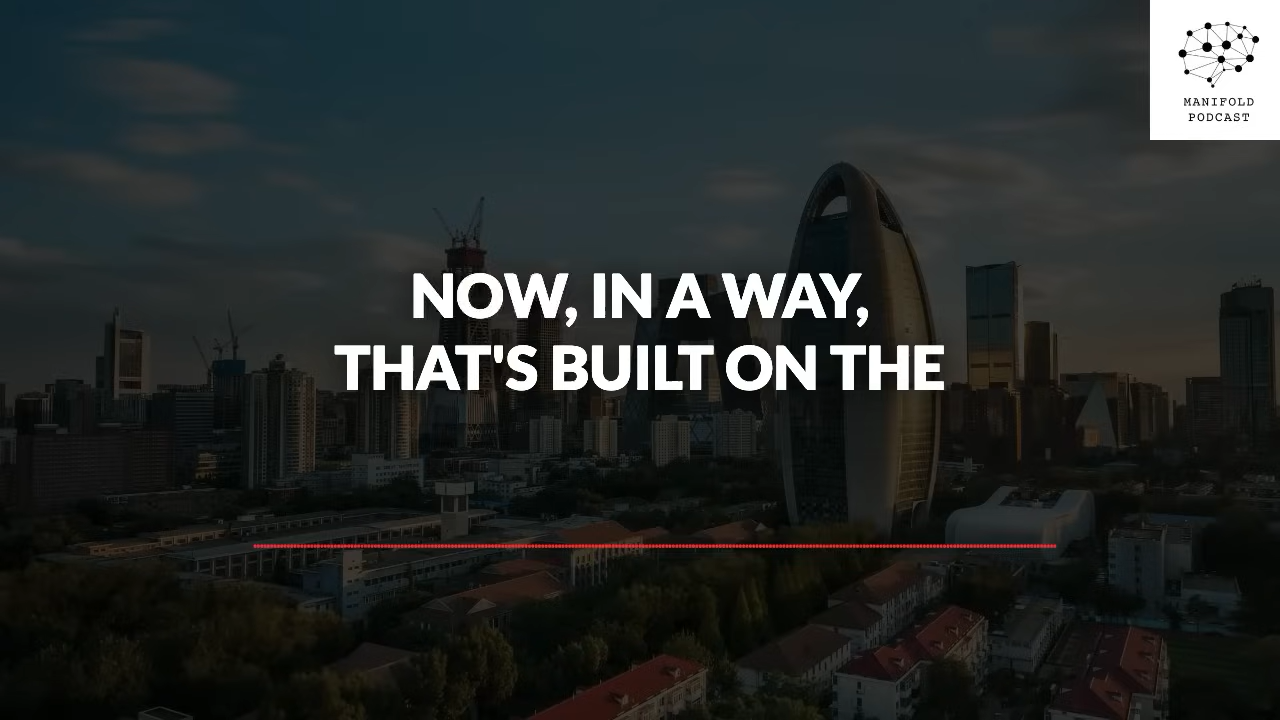 MANIFOLD
PODCAST
NOW, IN A WAY,
THAT'S BUILT ON THE